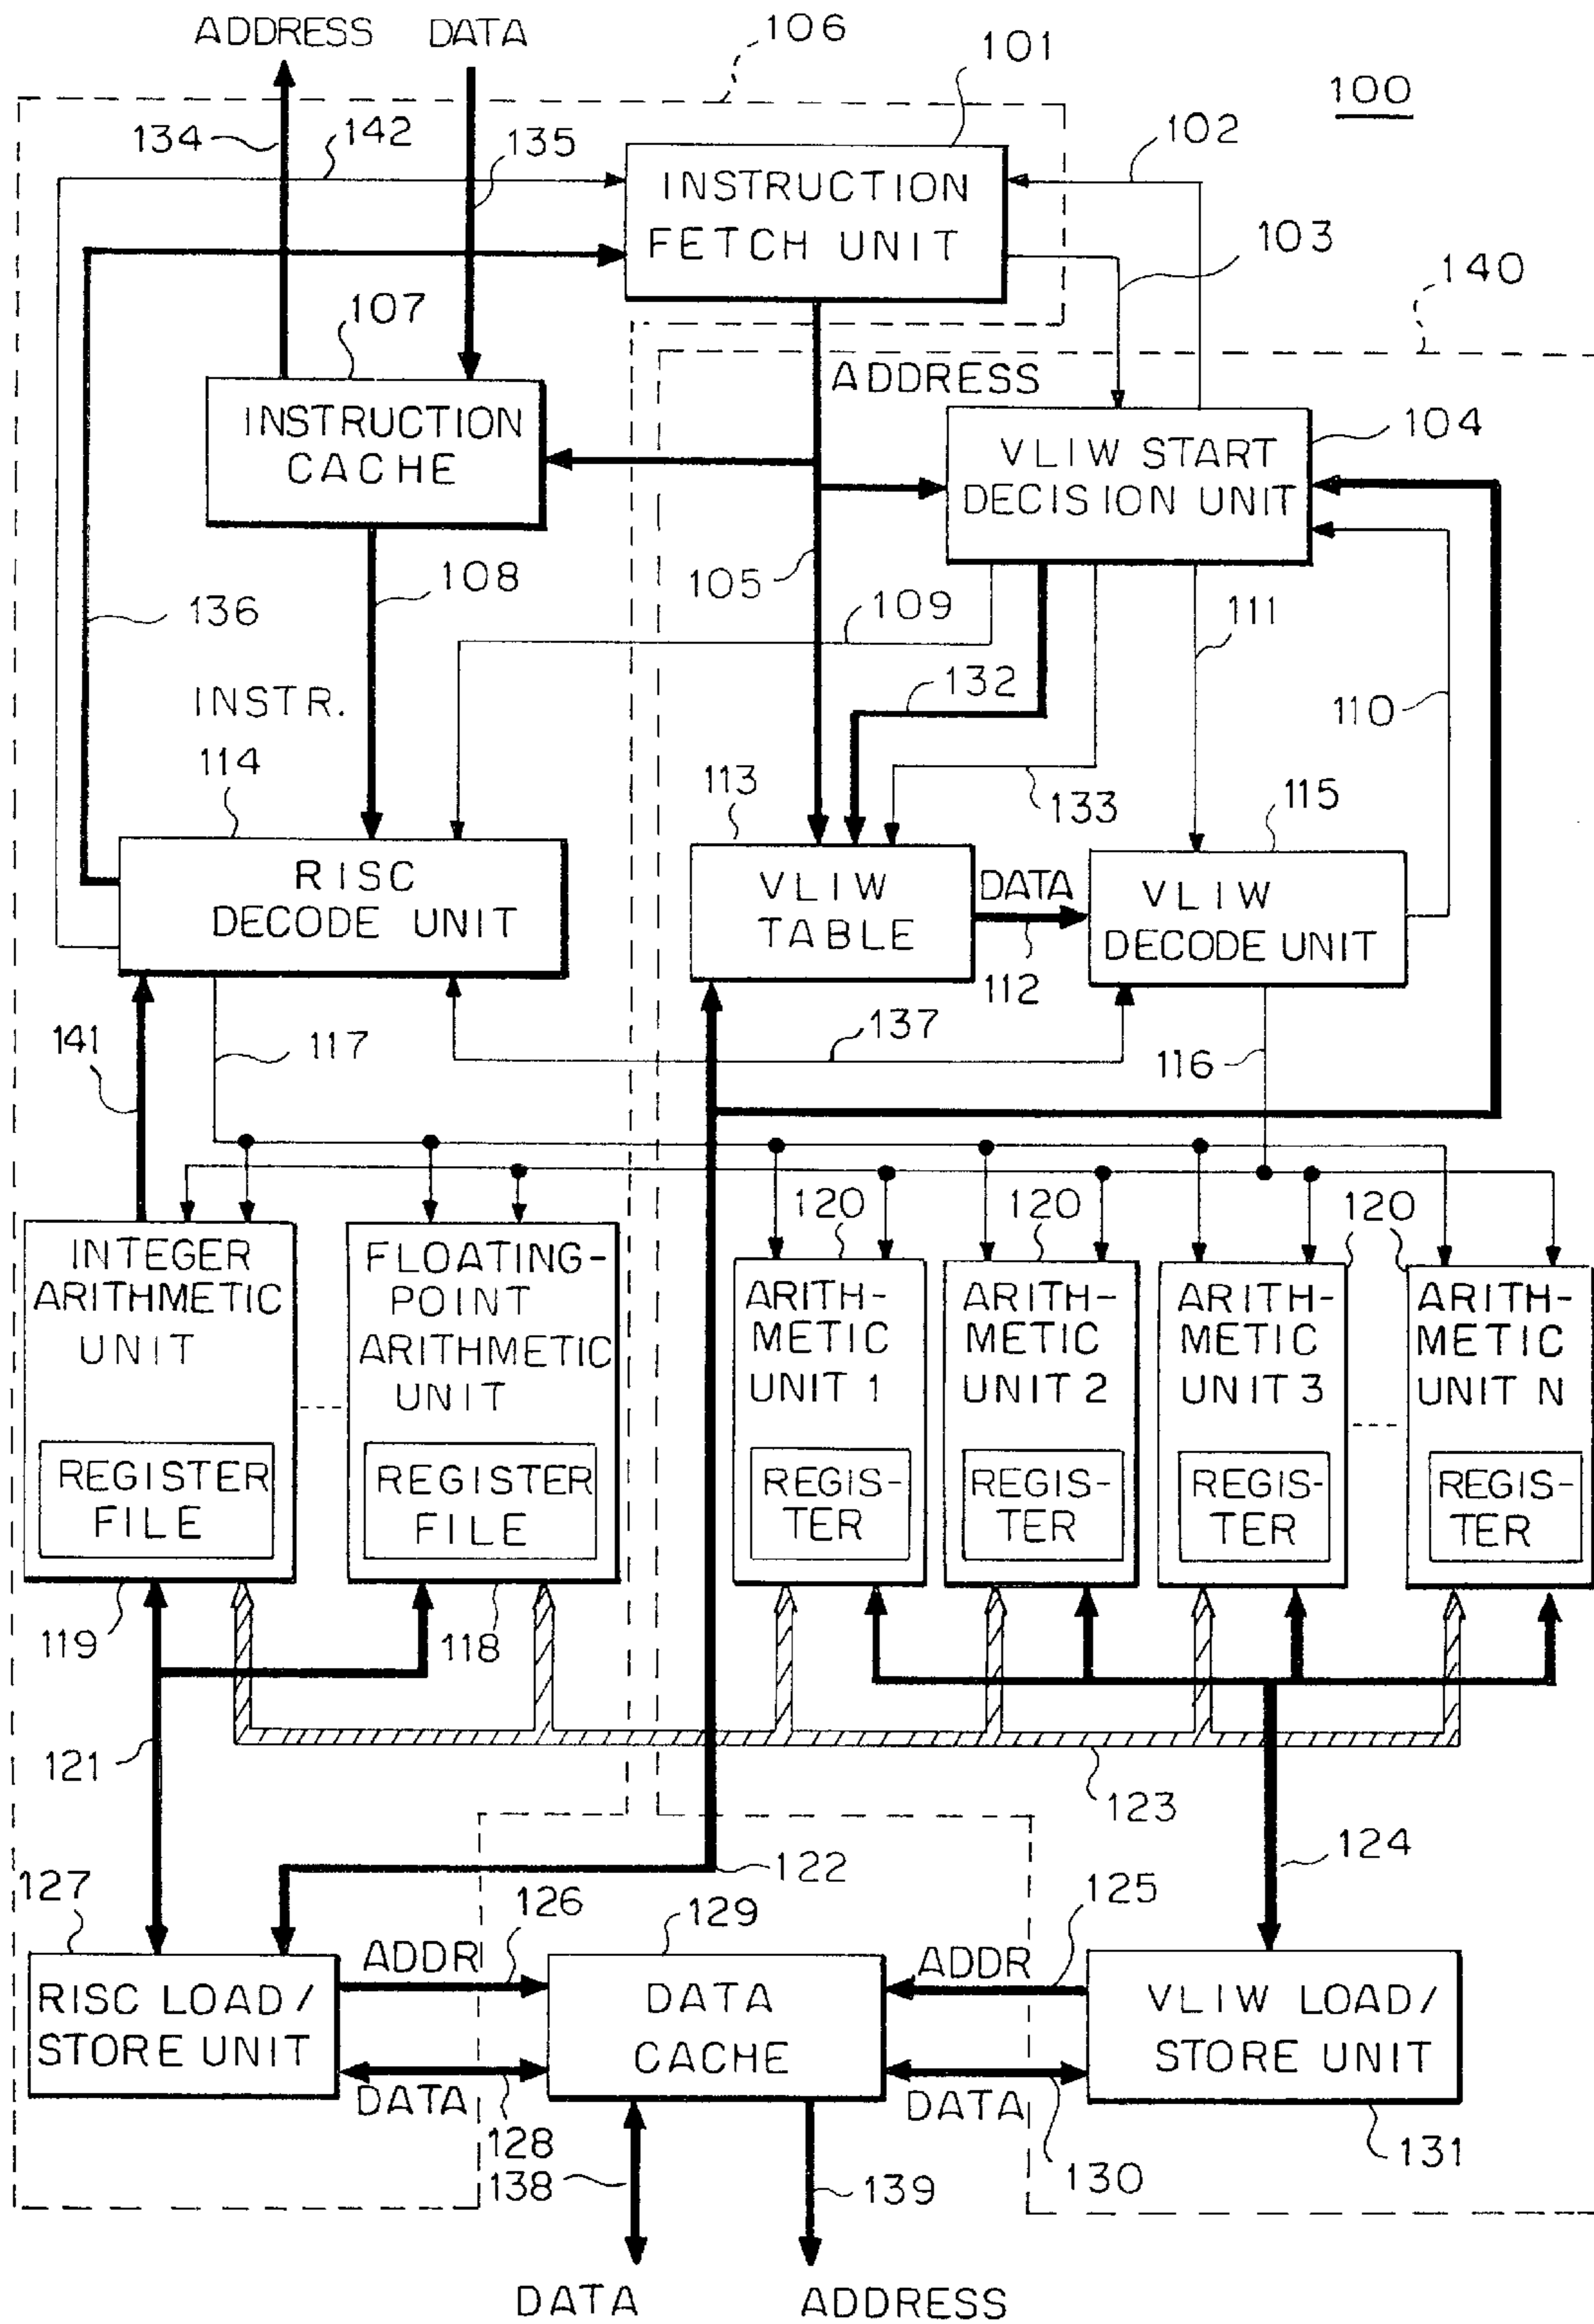 ADDRESS
DATA
106
101
100
134
142
135
102
INSTRUCTION
FETCH UNIT
103
140
107
ADDRESS
INSTRUCTION
CACHE
VLIW START
DECISION UNIT
104
108
105
109
136
111
132
110
INSTR.
114
113
133
115
RISC
DECODE UNIT
VLIW
TABLE
DATA
112
VLIW
DECODE UNIT
141
117
137
116
120
120
120
INTEGER
ARITHMETIC
UNIT
REGISTER
FILE
FLOATING-
POINT
ARITHMETIC
UNIT
REGISTER
FILE
ARITH-
METIC
UNIT 1
REGIS-
TER
ARITH-
METIC
UNIT 2
REGIS-
TER
ARITH-
METIC
UNIT 3
REGIS-
TER
ARITH-
METIC
UNIT N
REGIS-
TER
119
118
121
123
122
124
127
126
129
125
ADDR
ADDR
RISC LOAD/
STORE UNIT
DATA
CACHE
VLIW LOAD/
STORE UNIT
DATA
DATA
128
130
131
138
139
DATA
ADDRESS